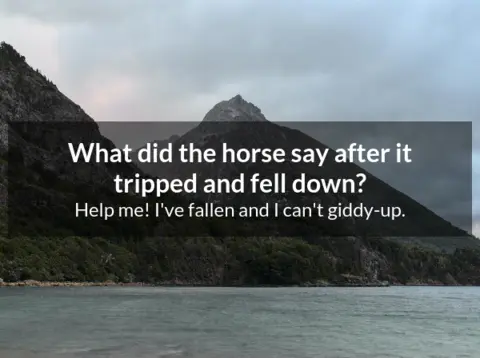 What did the horse say after it
tripped and fell down?
Help me! I've fallen and I can't giddy-up.